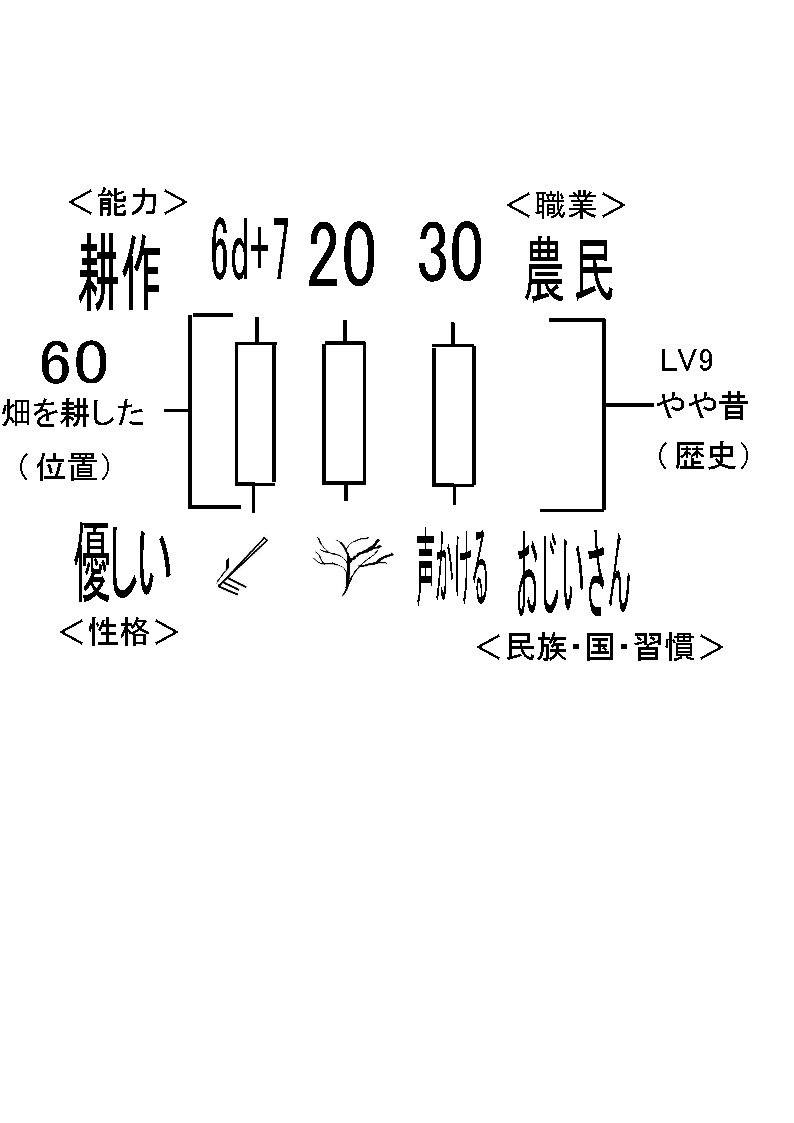 ＜能力＞
＜職業＞
耕作 6d+7 20 30 農民
60
畑を耕した
（位置）
LV9
やや昔
（歴史）
優しい 声かける おじいさん
＜性格＞
＜民族・国・習慣＞